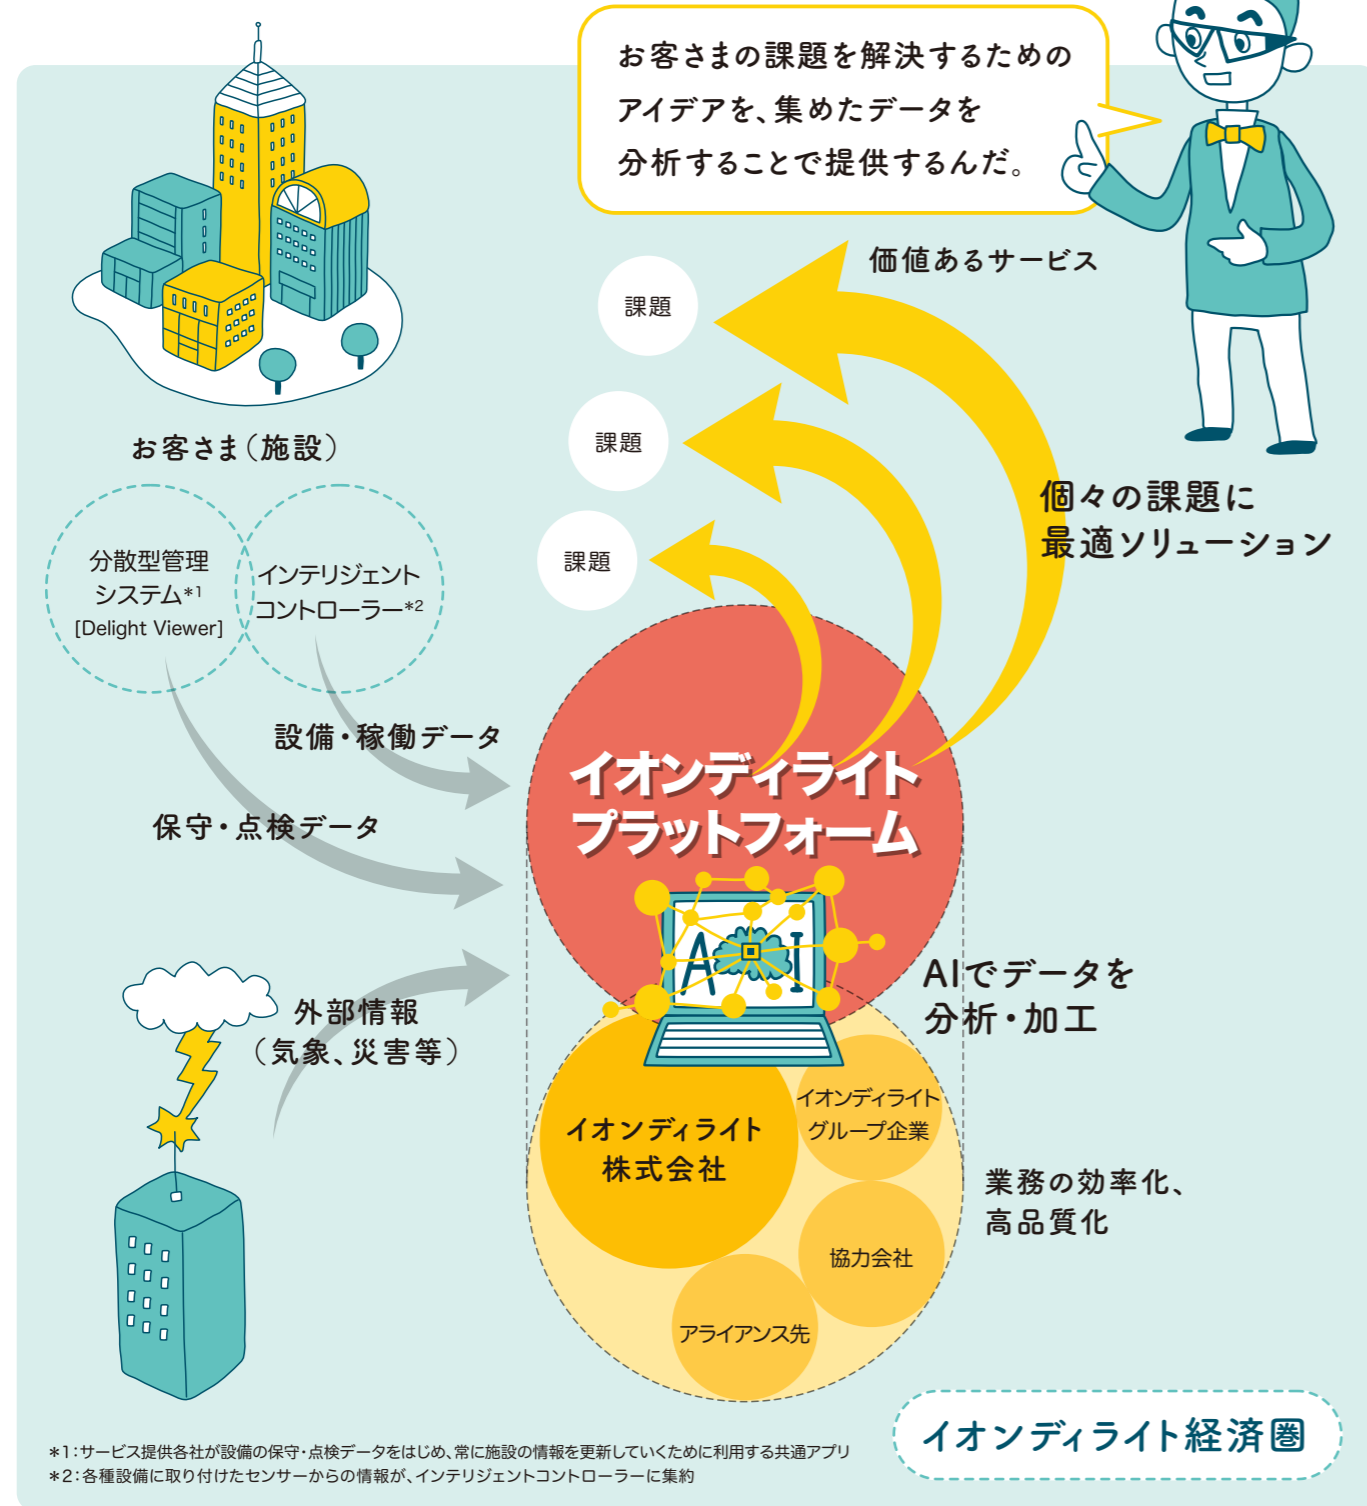 お客さまの課題を解決するための
アイデアを、集めたデータを
分析することで提供するんだ。
価値あるサービス
課題
課題
課題
お客さま（施設）
個々の課題に
最適ソリューション
分散型管理
システム*1
[Delight Viewer]
インテリジェント
コントローラー*2
設備・稼働データ
保守・点検データ
イオンディライト
プラットフォーム
AI
AIでデータを
分析・加工
外部情報
（気象、災害等）
イオンディライト
株式会社
イオンディライト
グループ企業
協力会社
アライアンス先
業務の効率化、
高品質化
イオンディライト経済圏
*1：サービス提供各社が設備の保守・点検データをはじめ、常に施設の情報を更新していくために利用する共通アプリ
*2：各種設備に取り付けたセンサーからの情報が、インテリジェントコントローラーに集約